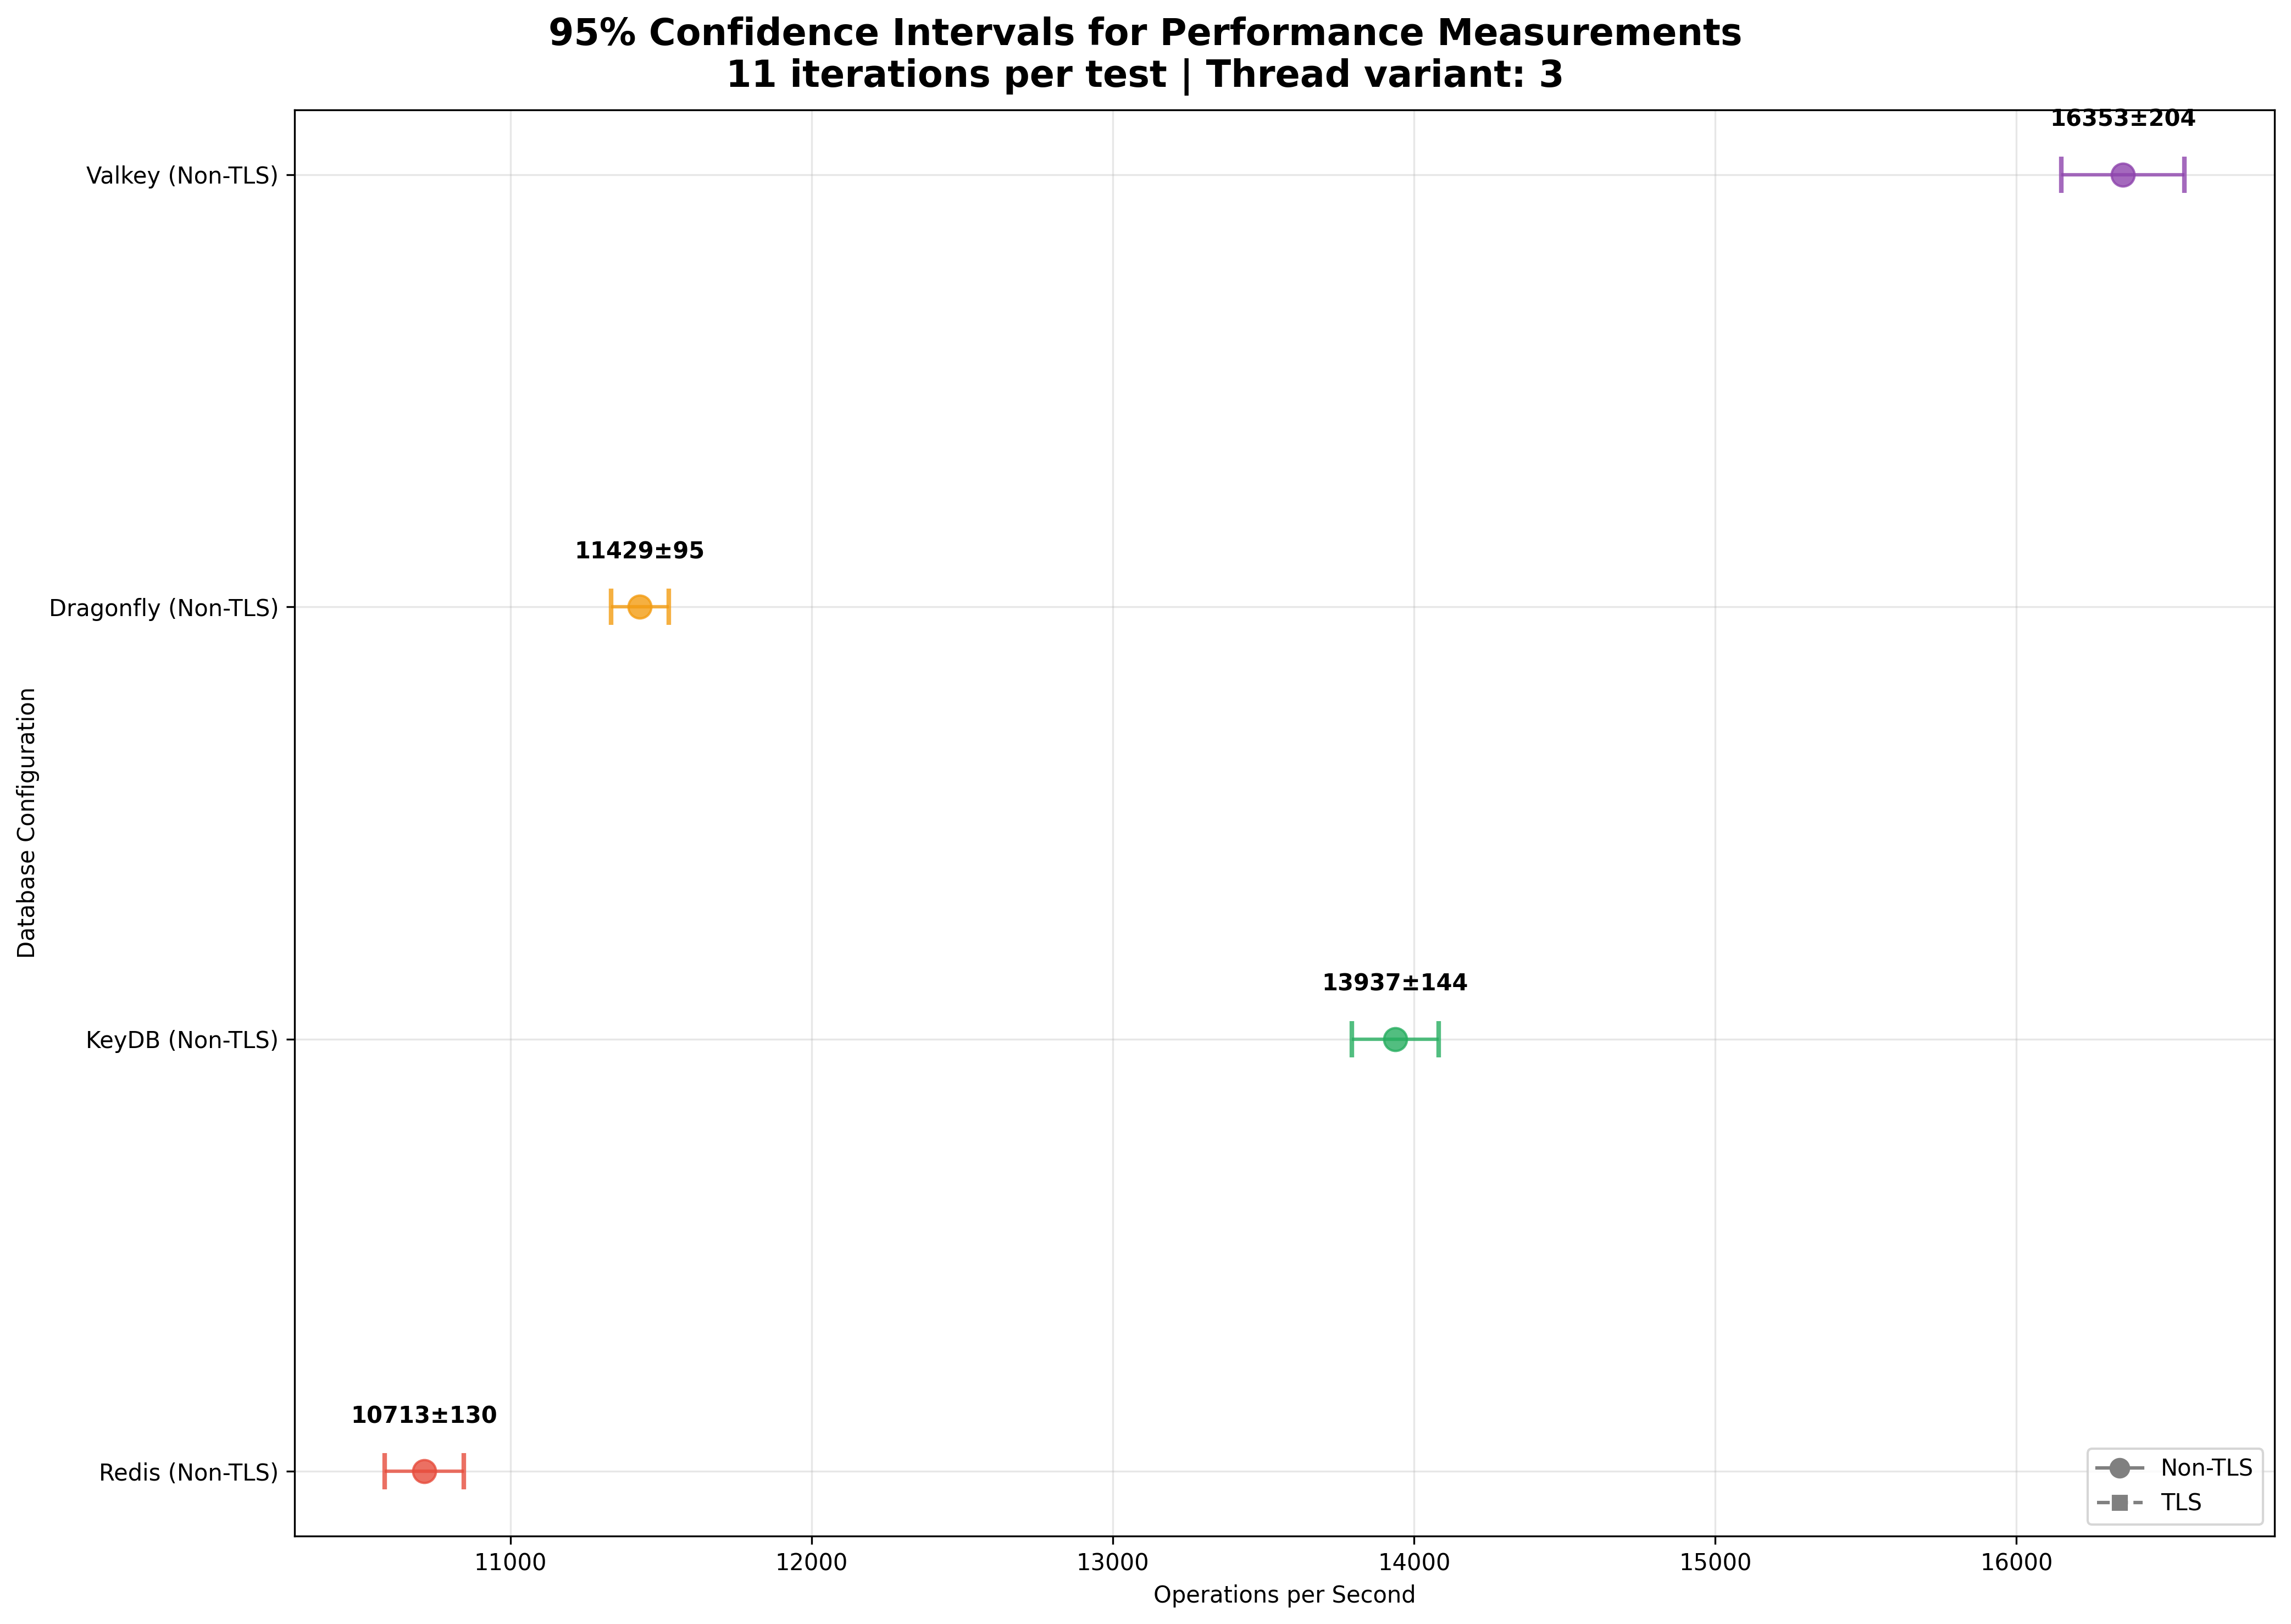 95% Confidence Intervals for Performance Measurements
11 iterations per test | Thread variant: 3
16353±204
Valkey (Non-TLS)
11429±95
Dragonfly (Non-TLS)
Database Configuration
13937±144
KeyDB (Non-TLS)
10713±130
Redis (Non-TLS)
Non-TLS
TLS
11000 12000 13000 14000 15000 16000
Operations per Second